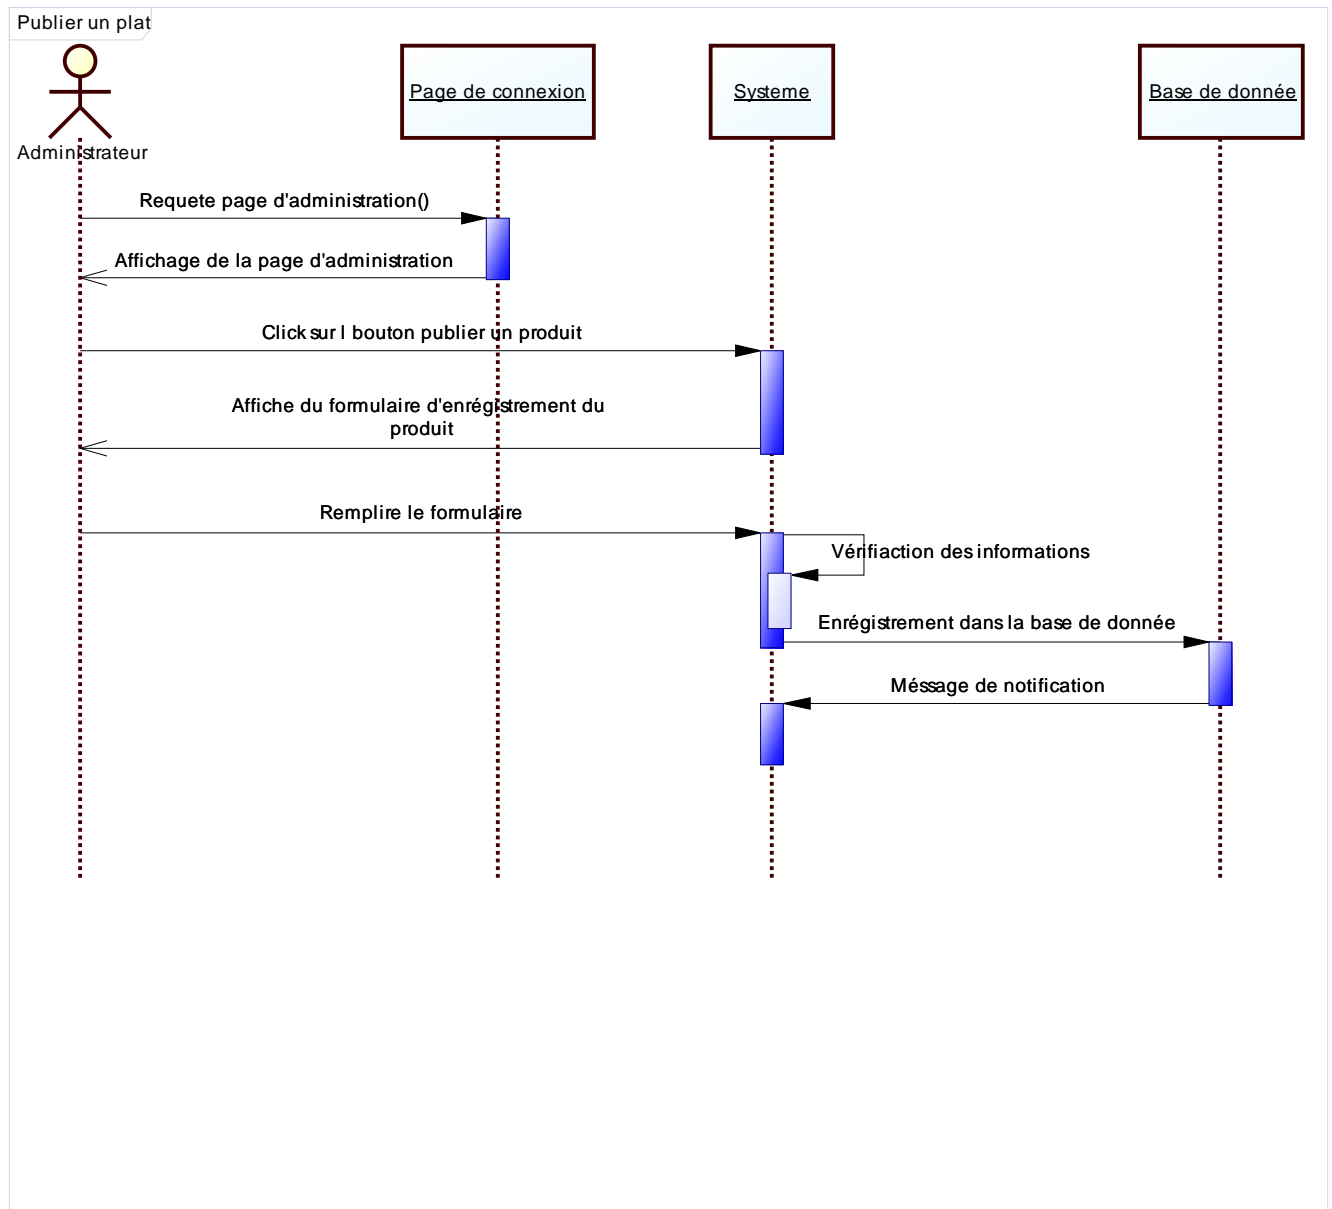 Publier un plat
Page de connexion
Systeme
Base de donnée
Administrateur
Requete page d'administration()
Affichage de la page d'administration
Click sur l bouton publier un produit
Affiche du formulaire d'enrégistrement du
produit
Remplire le formulaire
Vérifiaction des informations
Enrégistrement dans la base de donnée
Méssage de notification